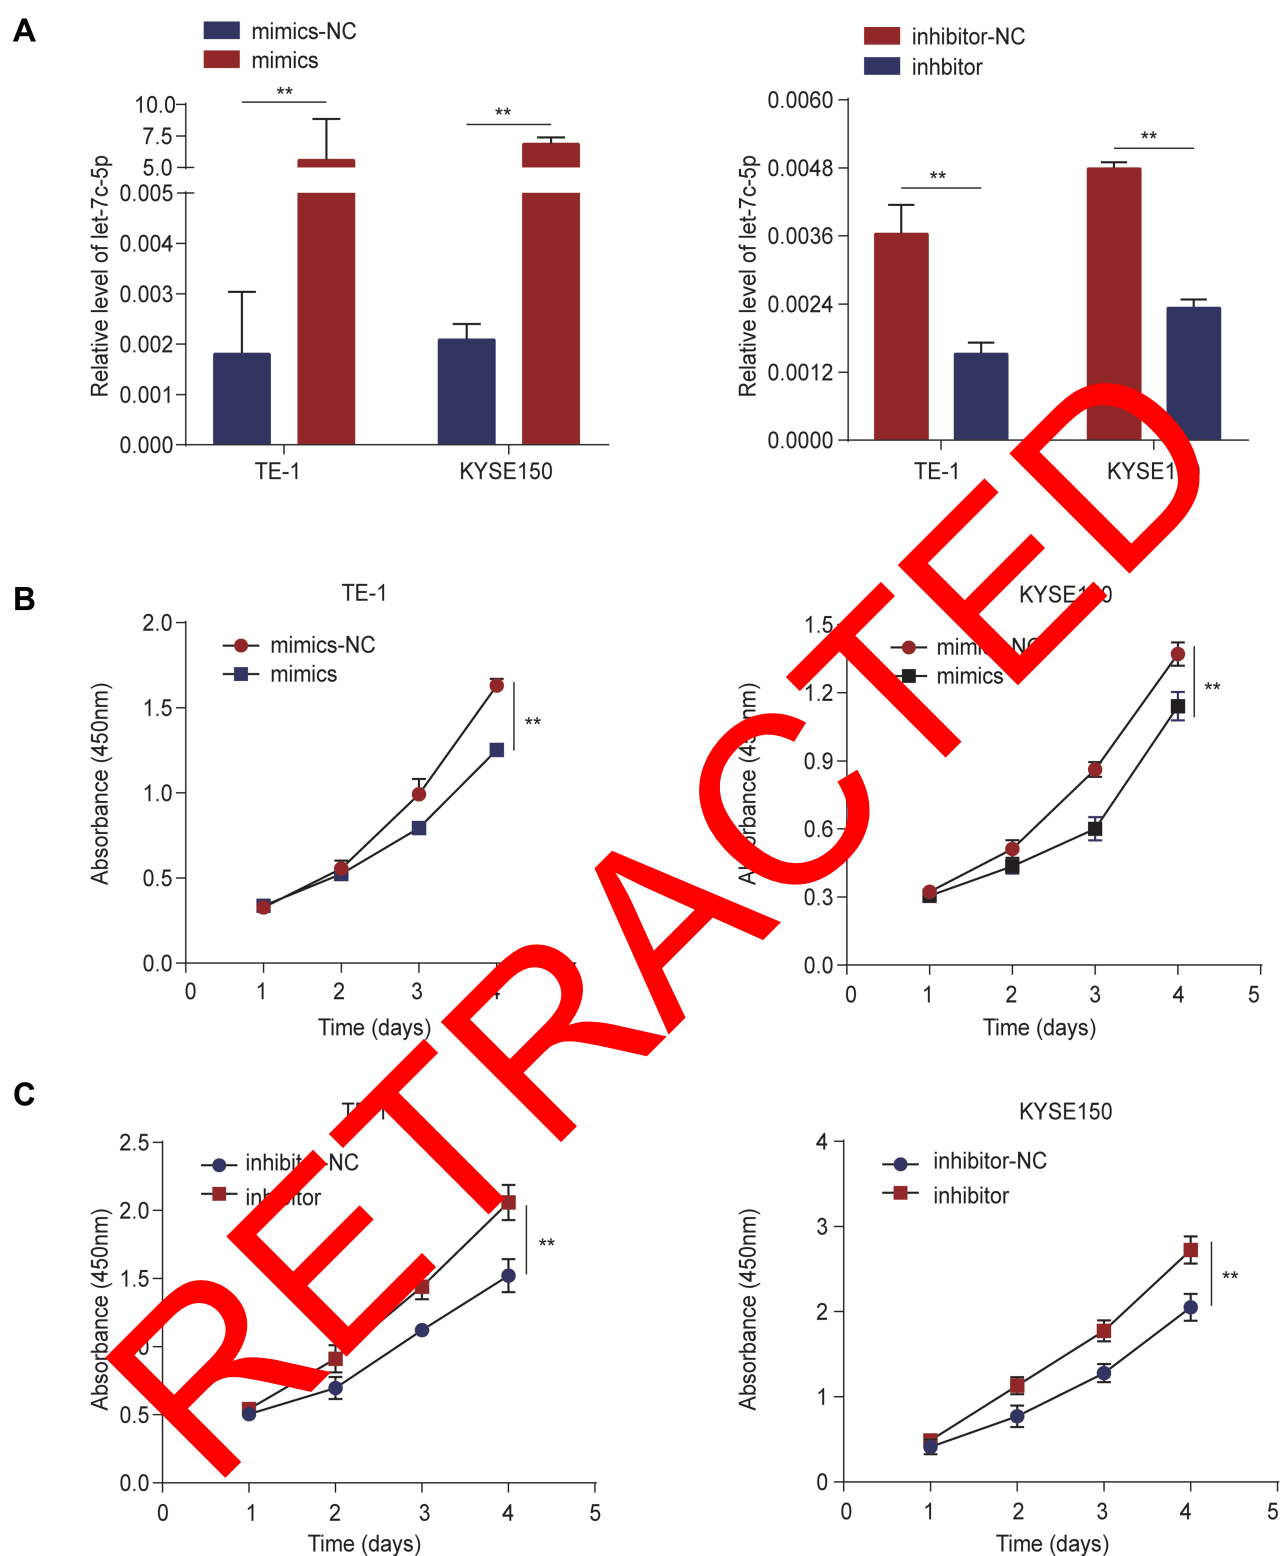 A
mimics-NC
mimics
inhibitor-NC
inhbitor
**
**
**
**
Relative level of let-7c-5p
10.0
7.5
5.0
0.005
0.004
0.003
0.002
0.001
0.000
TE-1
KYSE150
Relative level of let-7c-5p
0.0060
0.0048
0.0036
0.0024
0.0012
0.0000
TE-1
KYSE1
B
TE-1
mimics-NC
mimics
**
Absorbance (450nm)
2.0
1.5
1.0
0.5
0.0
0
1
2
3
4
Time (days)
mimics
**
1.5
1.2
0.9
0.6
0.3
0.0
0
1
2
3
4
5
Time (days)
RETRACTED
C
**
Absorbance (450nm)
2.5
2.0
1.5
0.5
0.0
0
1
2
3
4
5
Time (days)
KYSE150
inhibitor-NC
inhibitor
**
Absorbance (450nm)
4
3
2
1
0
0
1
2
3
4
5
Time (days)